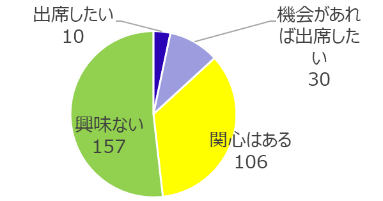 出席したい
10
機会があれ
ば出席した
い
30
関心はある
106
興味ない
157